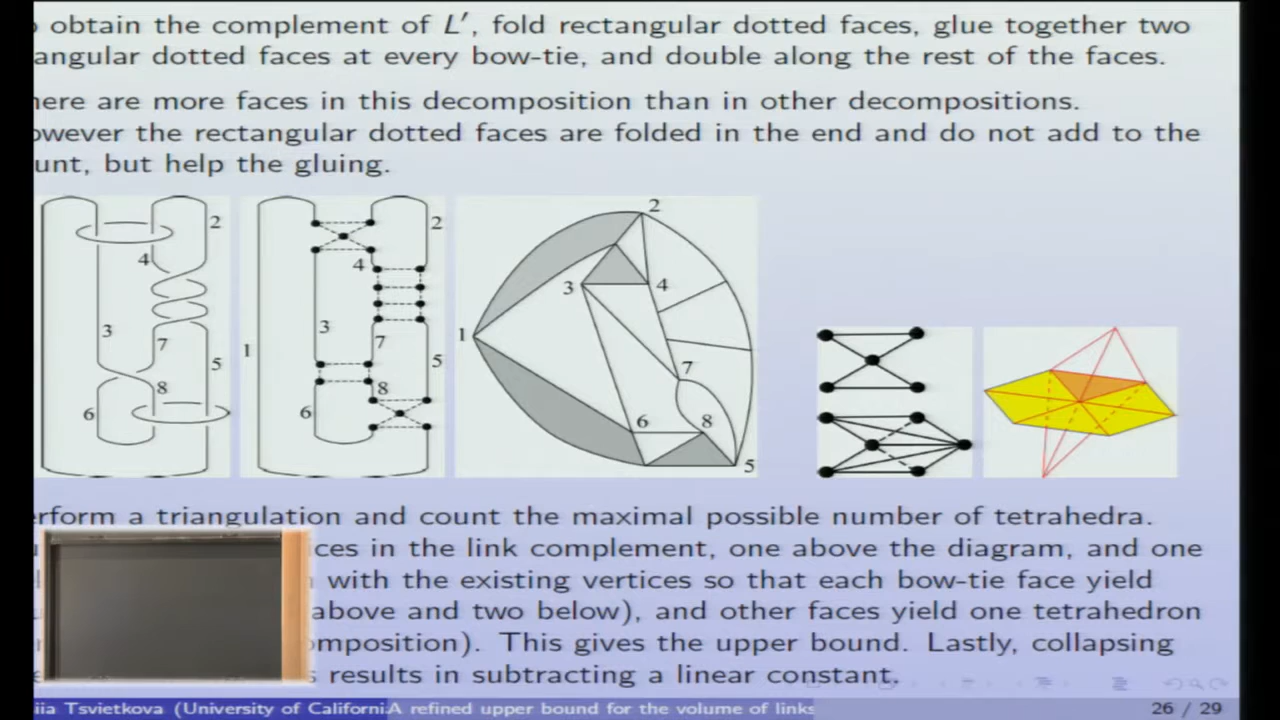 obtain the complement of L′, fold rectangular dotted faces, glue together two
angular dotted faces at every bow-tie, and double along the rest of the faces.
here are more faces in this decomposition than in other decompositions.
owever the rectangular dotted faces are folded in the end and do not add to the
unt, but help the gluing.
2
4
3
7
5
8
6
1
2
4
3
7
5
8
6
2
3
4
1
7
6
8
5
erform a triangulation and count the maximal possible number of tetrahedra.
ices in the link complement, one above the diagram, and one
with the existing vertices so that each bow-tie face yield
above and two below), and other faces yield one tetrahedron
omposition). This gives the upper bound. Lastly, collapsing
results in subtracting a linear constant.
iia Tsvietkova (University of Californi
A refined upper bound for the volume of links
26 / 29